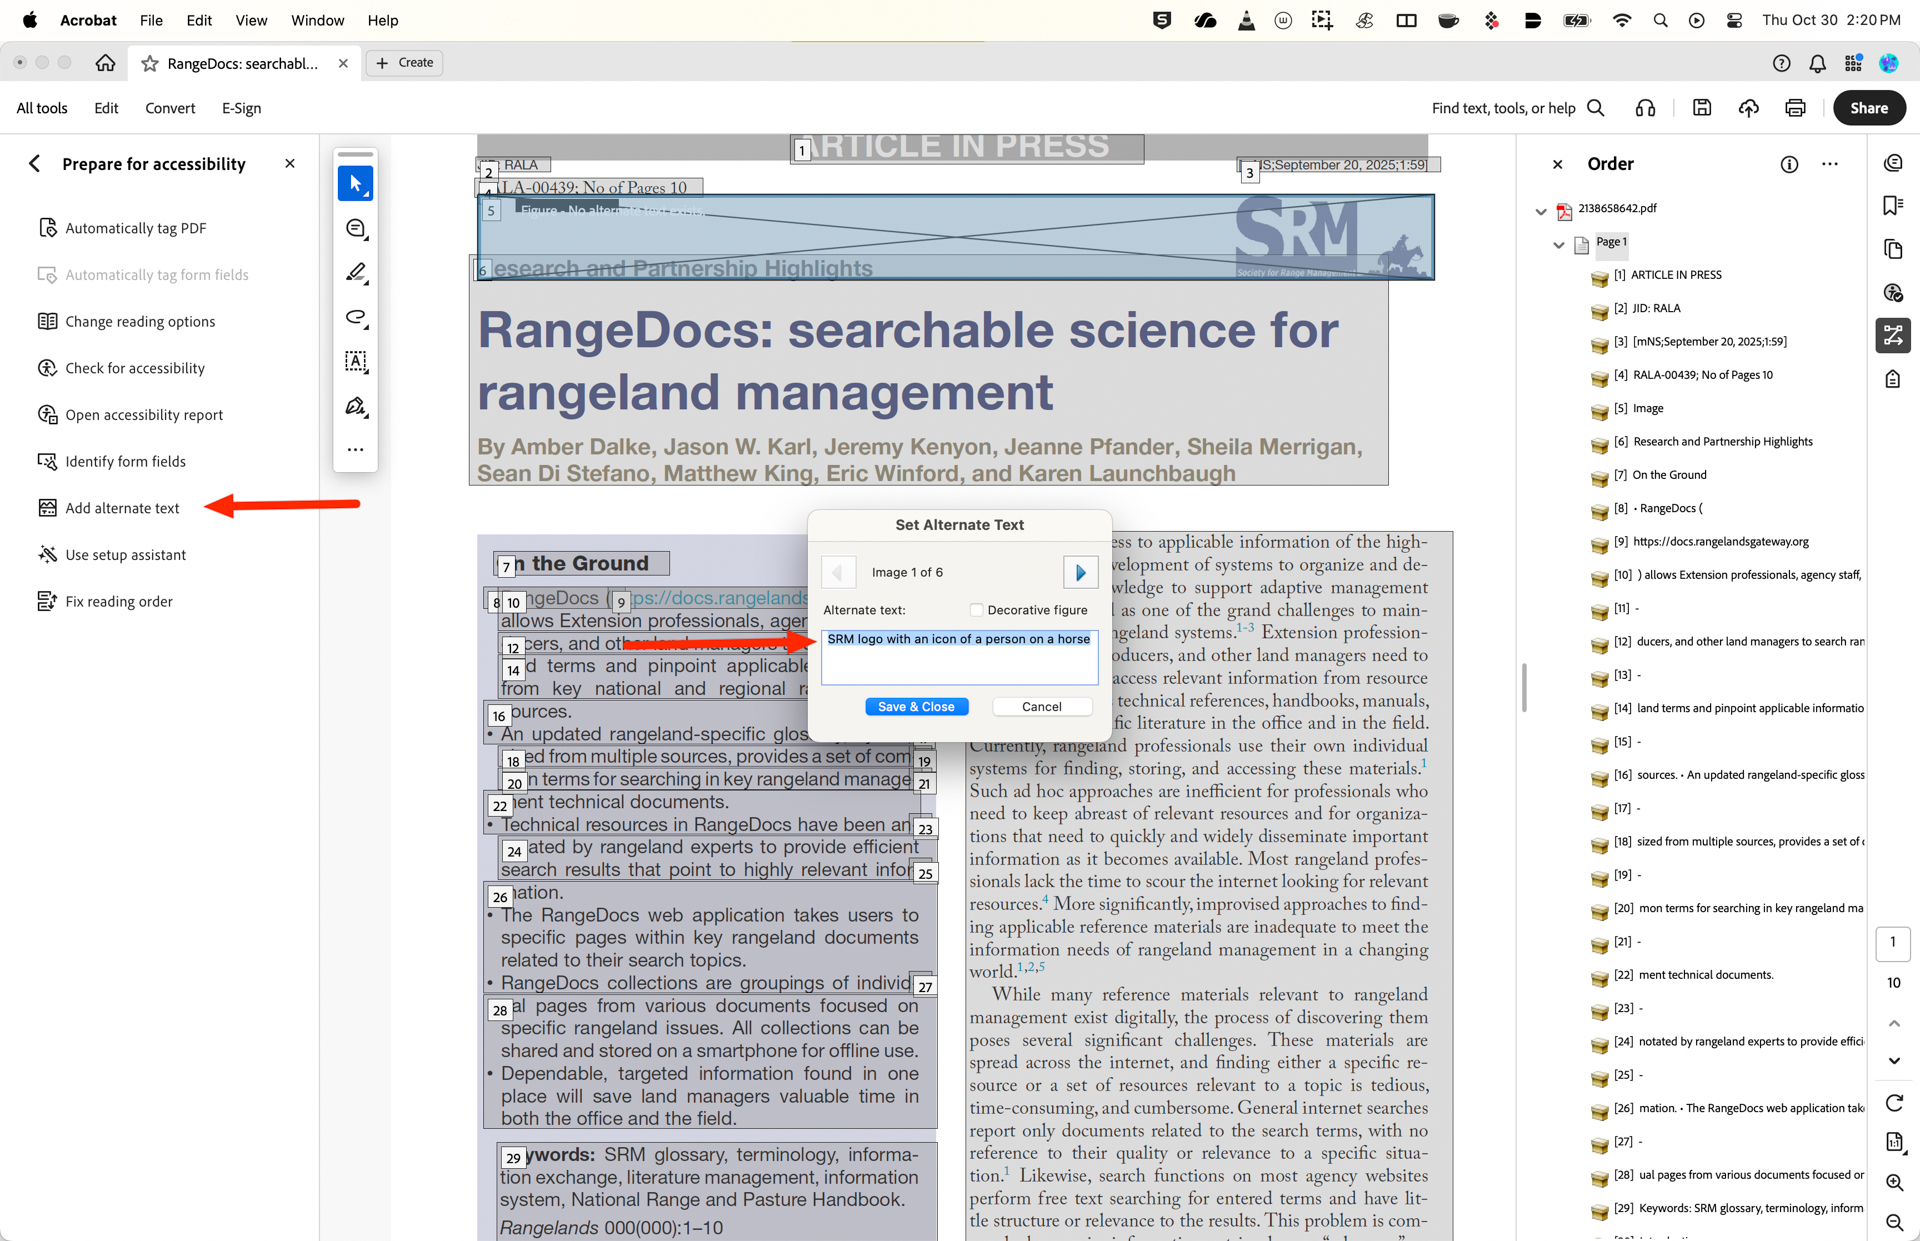 Acrobat File Edit View Window Help
Thu Oct 30 2:20 PM
RangeDocs: searchabl...
Create
All tools Edit Convert E-Sign
Find text, tools, or help
Share
Prepare for accessibility
Automatically tag PDF
Automatically tag form fields
Change reading options
Check for accessibility
Open accessibility report
Identify form fields
Add alternate text
Use setup assistant
Fix reading order
1 ARTICLE IN PRESS
JID: RALA
2
NS;September 20, 2025;1:59]
3
4 LA-00439; No of Pages 10
5 Figure - No alternate text exists
SRM
Society for Range Management
6 esearch and Partnership Highlights
RangeDocs: searchable science for
rangeland management
By Amber Dalke, Jason W. Karl, Jeremy Kenyon, Jeanne Pfander, Sheila Merrigan,
Sean Di Stefano, Matthew King, Eric Winford, and Karen Launchbaugh
7 n the Ground
8 10 ngeDocs ( 9 tps://docs.rangelands
allows Extension professionals, agen
12 cers, and oth
14 d terms and pinpoint applicable
from key national and regional r
16 ources.
• An updated rangeland-specific glos
18 ed from multiple sources, provides a set of com 19
20 n terms for searching in key rangeland manage 21
22 ment technical documents.
• Technical resources in RangeDocs have been an 23
24 ated by rangeland experts to provide efficient
search results that point to highly relevant infor 25
26 mation.
• The RangeDocs web application takes users to
specific pages within key rangeland documents
related to their search topics.
• RangeDocs collections are groupings of individ 27
28 al pages from various documents focused on
specific rangeland issues. All collections can be
shared and stored on a smartphone for offline use.
• Dependable, targeted information found in one
place will save land managers valuable time in
both the office and the field.
29 ywords: SRM glossary, terminology, informa-
tion exchange, literature management, information
system, National Range and Pasture Handbook.
Rangelands 000(000):1–10
Set Alternate Text
Image 1 of 6
Alternate text:
Decorative figure
SRM logo with an icon of a person on a horse
Save & Close
Cancel
ess to applicable information of the high-
velopment of systems to organize and de-
wledge to support adaptive management
as one of the grand challenges to main-
ngeland systems.1-3 Extension profession-
oducers, and other land managers need to
access relevant information from resource
technical references, handbooks, manuals,
fic literature in the office and in the field.
Currently, rangeland professionals use their own individual
systems for finding, storing, and accessing these materials.1
Such ad hoc approaches are inefficient for professionals who
need to keep abreast of relevant resources and for organiza-
tions that need to quickly and widely disseminate important
information as it becomes available. Most rangeland profes-
sionals lack the time to scour the internet looking for relevant
resources.4 More significantly, improvised approaches to find-
ing applicable reference materials are inadequate to meet the
information needs of rangeland management in a changing
world.1,2,5
While many reference materials relevant to rangeland
management exist digitally, the process of discovering them
poses several significant challenges. These materials are
spread across the internet, and finding either a specific re-
source or a set of resources relevant to a topic is tedious,
time-consuming, and cumbersome. General internet searches
report only documents related to the search terms, with no
reference to their quality or relevance to a specific situa-
tion.1 Likewise, search functions on most agency websites
perform free text searching for entered terms and have lit-
tle structure or relevance to the results. This problem is com-
Order
2138658642.pdf
Page 1
[1] ARTICLE IN PRESS
[2] JID: RALA
[3] [mNS;September 20, 2025;1:59]
[4] RALA-00439; No of Pages 10
[5] Image
[6] Research and Partnership Highlights
[7] On the Ground
[8] • RangeDocs (
[9] https://docs.rangelandsgateway.org
[10] ) allows Extension professionals, agency staff,
[11] -
[12] ducers, and other land managers to search ran
[13] -
[14] land terms and pinpoint applicable informatio
[15] -
[16] sources. • An updated rangeland-specific gloss
[17] -
[18] sized from multiple sources, provides a set of c
[19] -
[20] mon terms for searching in key rangeland ma
[21] -
[22] ment technical documents.
[23] -
[24] notated by rangeland experts to provide effici
[25] -
[26] mation. • The RangeDocs web application take
[27] -
[28] ual pages from various documents focused on
[29] Keywords: SRM glossary, terminology, inform
1
10